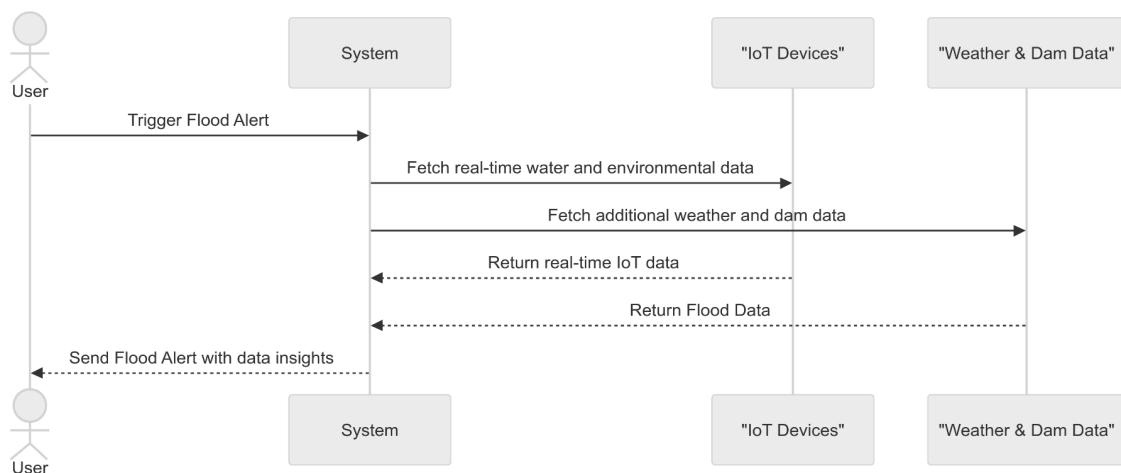 User
System
"IoT Devices"
"Weather & Dam Data"
Trigger Flood Alert
Fetch real-time water and environmental data
Fetch additional weather and dam data
Return real-time IoT data
Return Flood Data
Send Flood Alert with data insights
User
System
"IoT Devices"
"Weather & Dam Data"